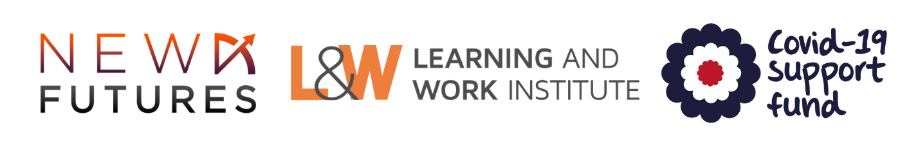 NEW
FUTURES
L&W
LEARNING AND
WORK INSTITUTE
Covid-19
support
fund